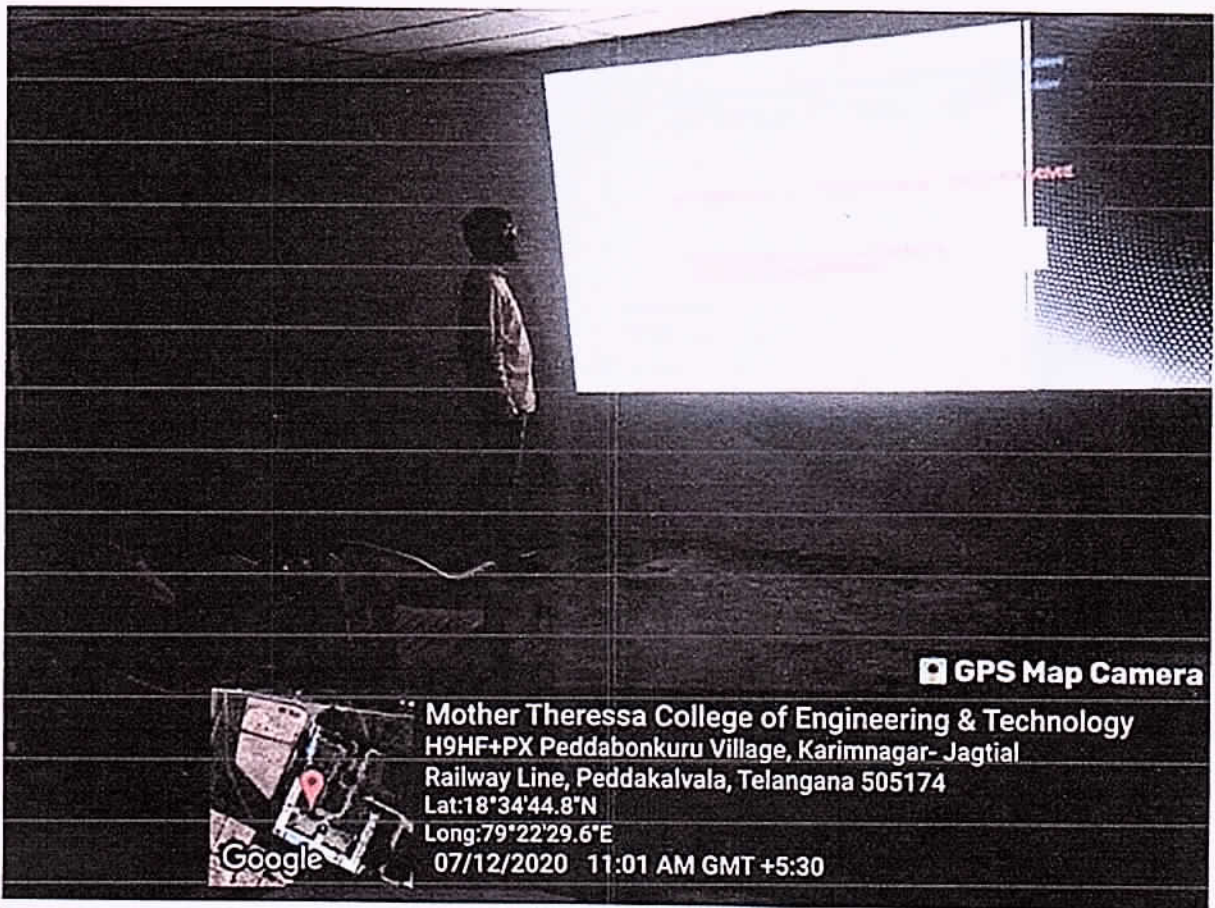 GPS Map Camera
Mother Theressa College of Engineering & Technology
H9HF+PX Peddabonkuru Village, Karimnagar- Jagtial
Railway Line, Peddakalvala, Telangana 505174
Lat:18°34'44.8"N
Long:79°22'29.6"E
07/12/2020 11:01 AM GMT +5:30
Google